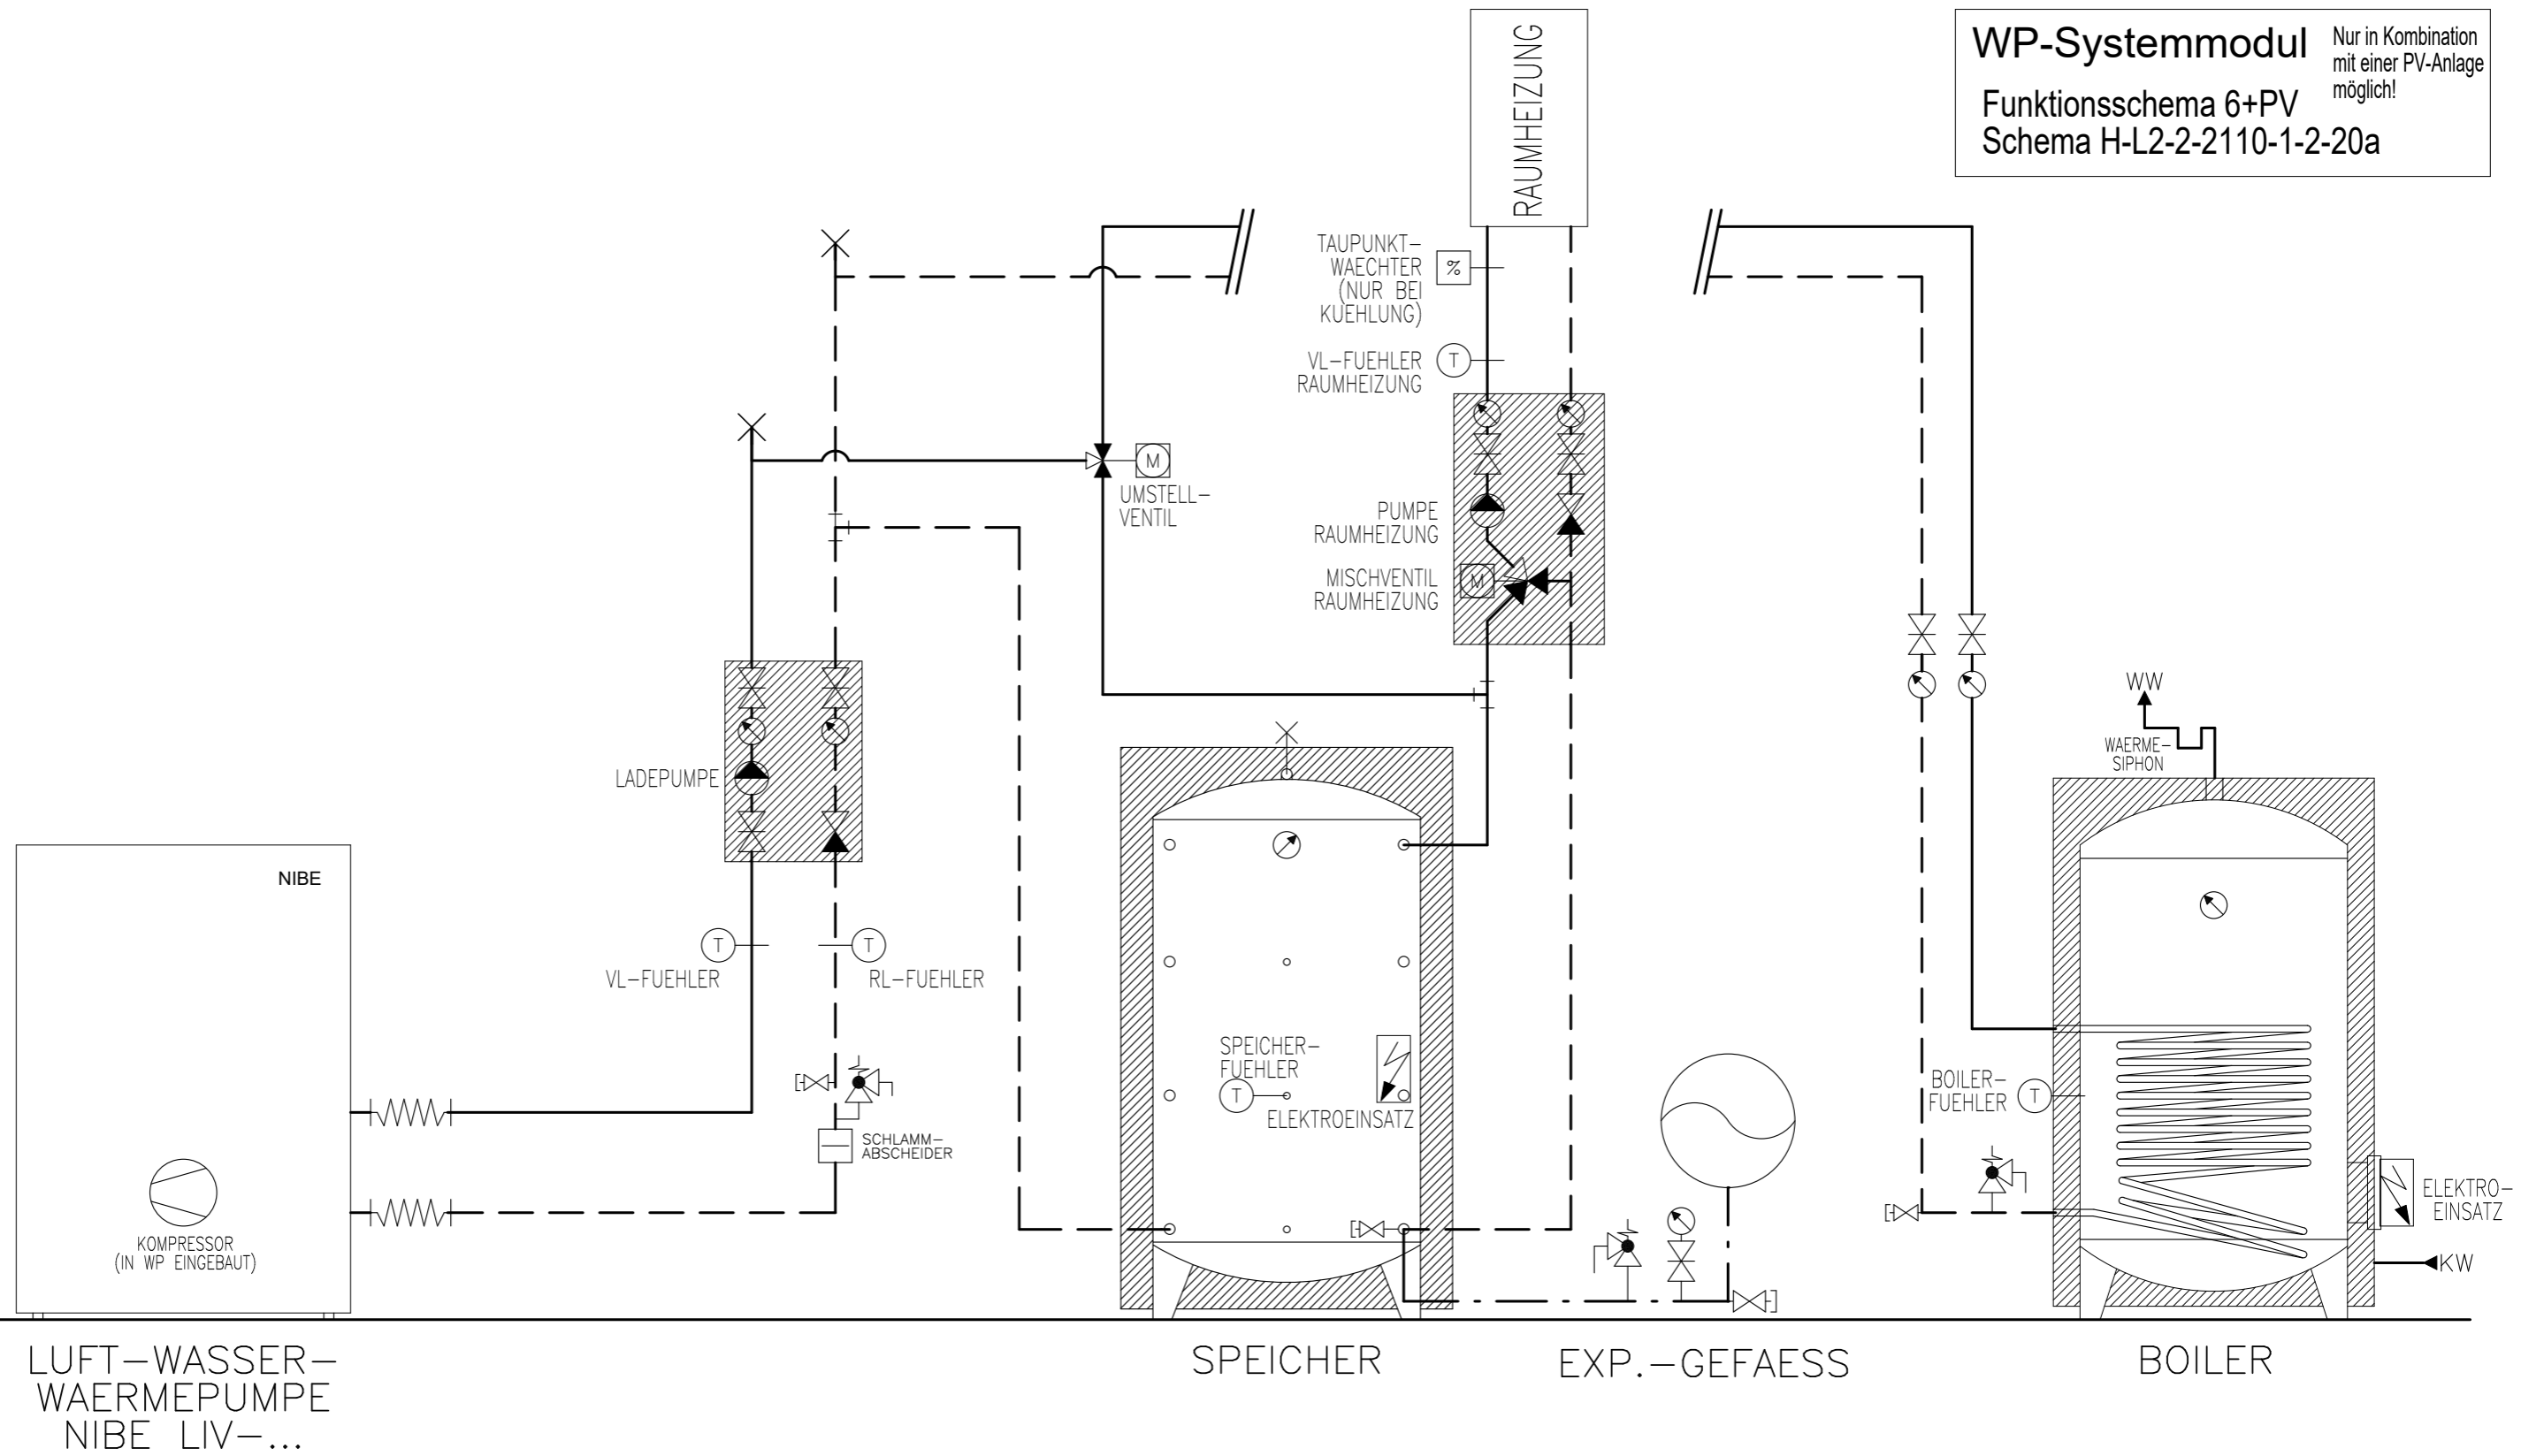 WP-Systemmodul
Nur in Kombination
mit einer PV-Anlage
möglich!
Funktionsschema 6+PV
Schema H-L2-2-2110-1-2-20a
RAUMHEIZUNG
TAUPUNKT-
WAECHTER
(NUR BEI
KUEHLUNG)
%
VL-FUEHLER
RAUMHEIZUNG
T
M
UMSTELL-
VENTIL
PUMPE
RAUMHEIZUNG
MISCHVENTIL
RAUMHEIZUNG
M
WW
WAERME-
SIPHON
LADEPUMPE
NIBE
T
VL-FUEHLER
T
RL-FUEHLER
SPEICHER-
FUEHLER
T
ELEKTROEINSATZ
BOILER-
FUEHLER
T
SCHLAMM-
ABSCHEIDER
ELEKTRO-
EINSATZ
KOMPRESSOR
(IN WP EINGEBAUT)
KW
LUFT-WASSER-
WAERMEPUMPE
NIBE LIV-...
SPEICHER
EXP.-GEFAESS
BOILER